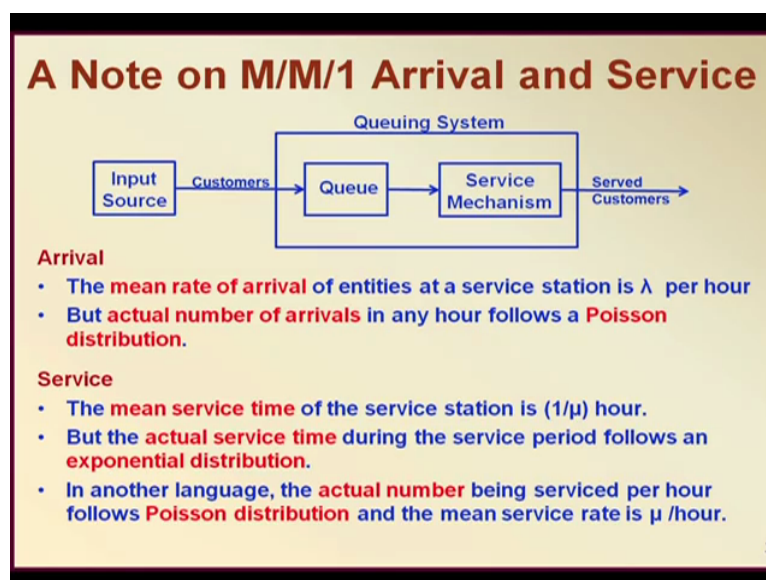 A Note on M/M/1 Arrival and Service
Queuing System
Input
Source
Customers
Queue
Service
Mechanism
Served
Customers
Arrival
• The mean rate of arrival of entities at a service station is λ per hour
• But actual number of arrivals in any hour follows a Poisson
distribution.
Service
• The mean service time of the service station is (1/μ) hour.
• But the actual service time during the service period follows an
exponential distribution.
• In another language, the actual number being serviced per hour
follows Poisson distribution and the mean service rate is μ /hour.